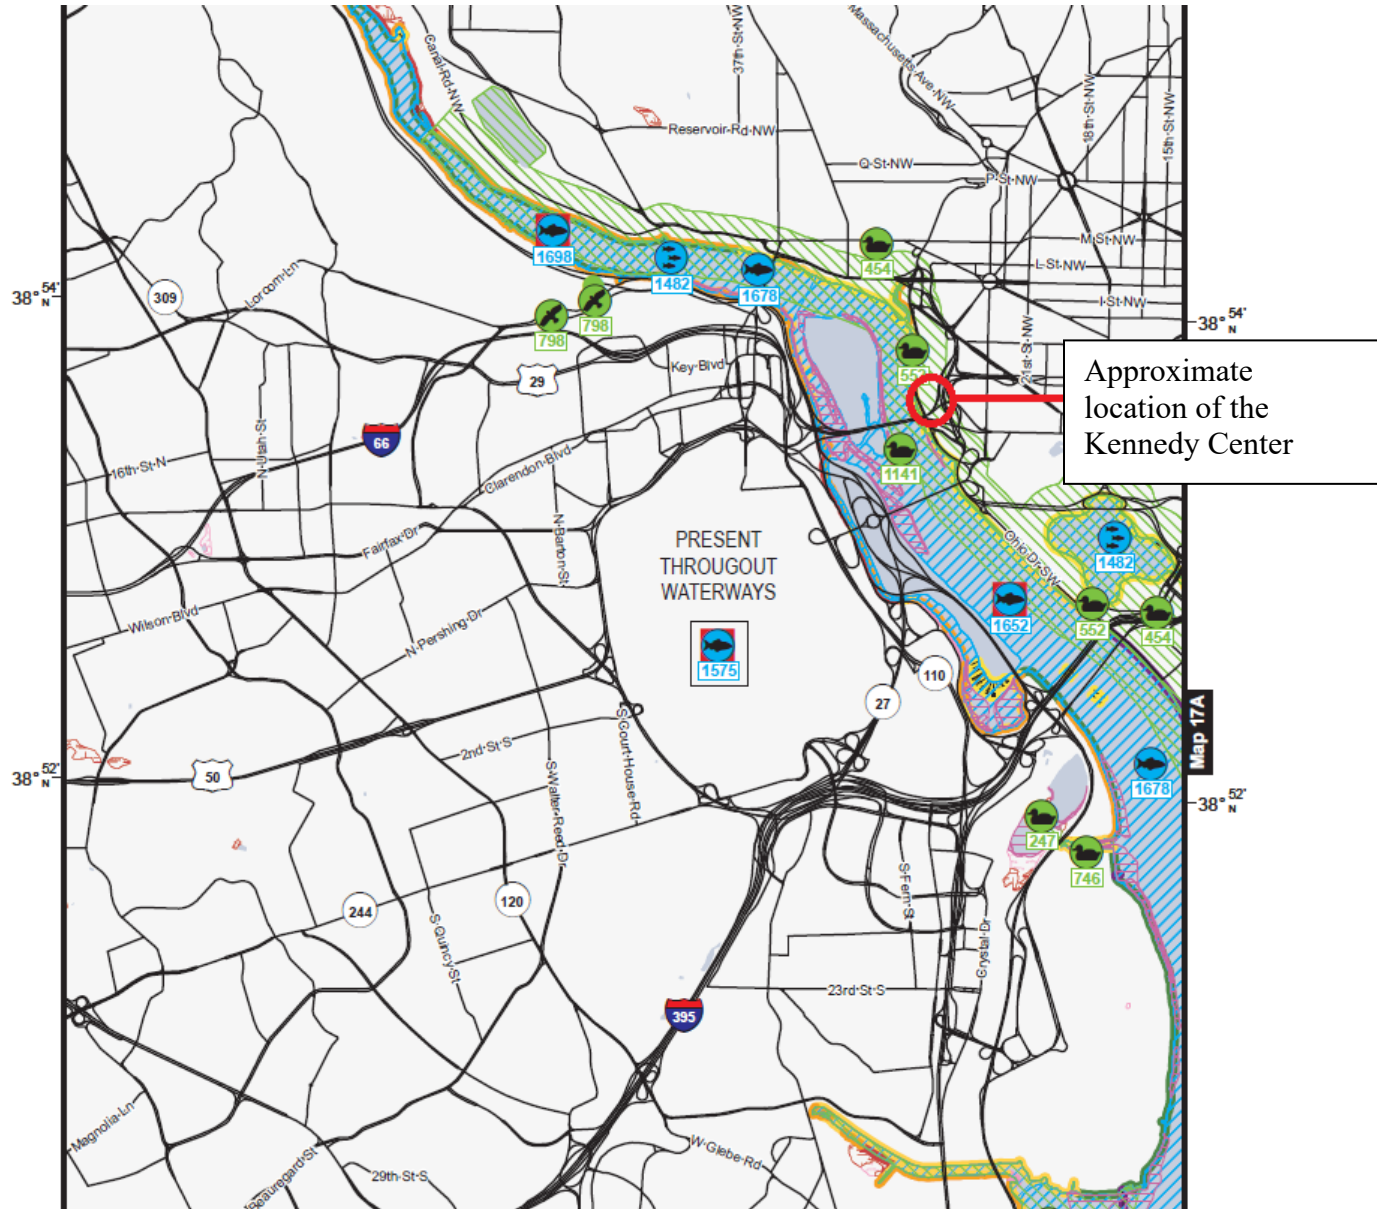 Canal-Rd-NW
37th-St-NW
Massachusetts-Ave-NW
18th-St-NW
15th-St-NW
Reservoir-Rd-NW
Q-St-NW
P-St-NW
M-St-NW
L-St-NW
I-St-NW
21st-St-NW
1698
1482
1678
454
38° 54' N
309
Lorcom-Ln
798
798
38° 54' N
552
Approximate
location of the
Kennedy Center
29
Key-Blvd
66
N-Utah-St
16th-St-N
Clarendon-Blvd
1141
Fairfax-Dr
N-Barton-St
PRESENT
THROUGOUT
WATERWAYS
Ohio-Dr-SW
1482
Wilson-Blvd
N-Pershing-Dr
1575
1652
552
454
110
27
Map 17A
2nd-St-S
S-Court-House-Rd
S-Walter-Reed-Dr
50
38° 52' N
38° 52' N
1678
247
746
S-Fern-St
Crystal-Dr
244
120
S-Quincy-St
23rd-St-S
395
Magnolia-Ln
Beauregard-St
29th-St-S
W-Glebe-Rd